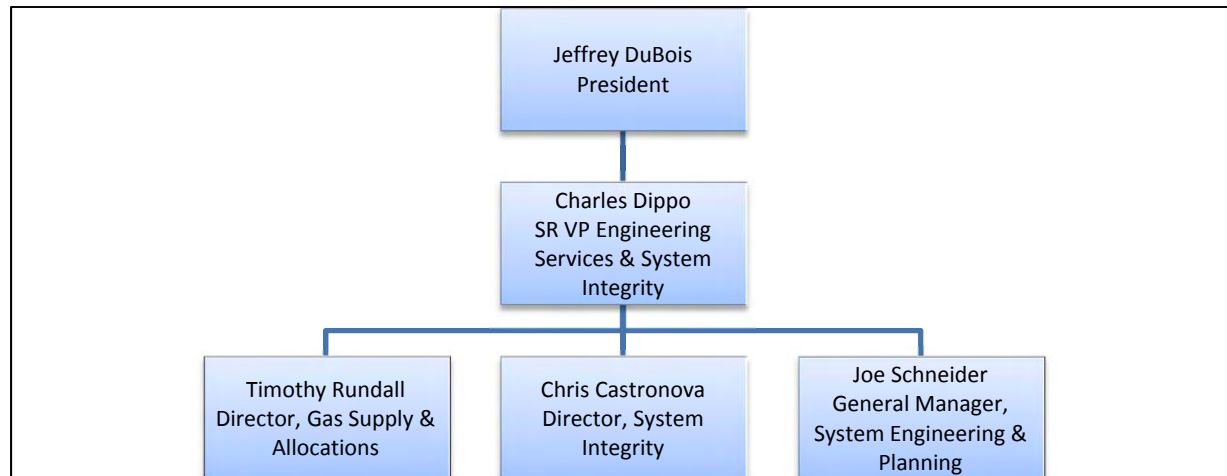 Jeffrey DuBois
President
Charles Dippo
SR VP Engineering
Services & System
Integrity
Timothy Rundall
Director, Gas Supply &
Allocations
Chris Castronova
Director, System
Integrity
Joe Schneider
General Manager,
System Engineering &
Planning